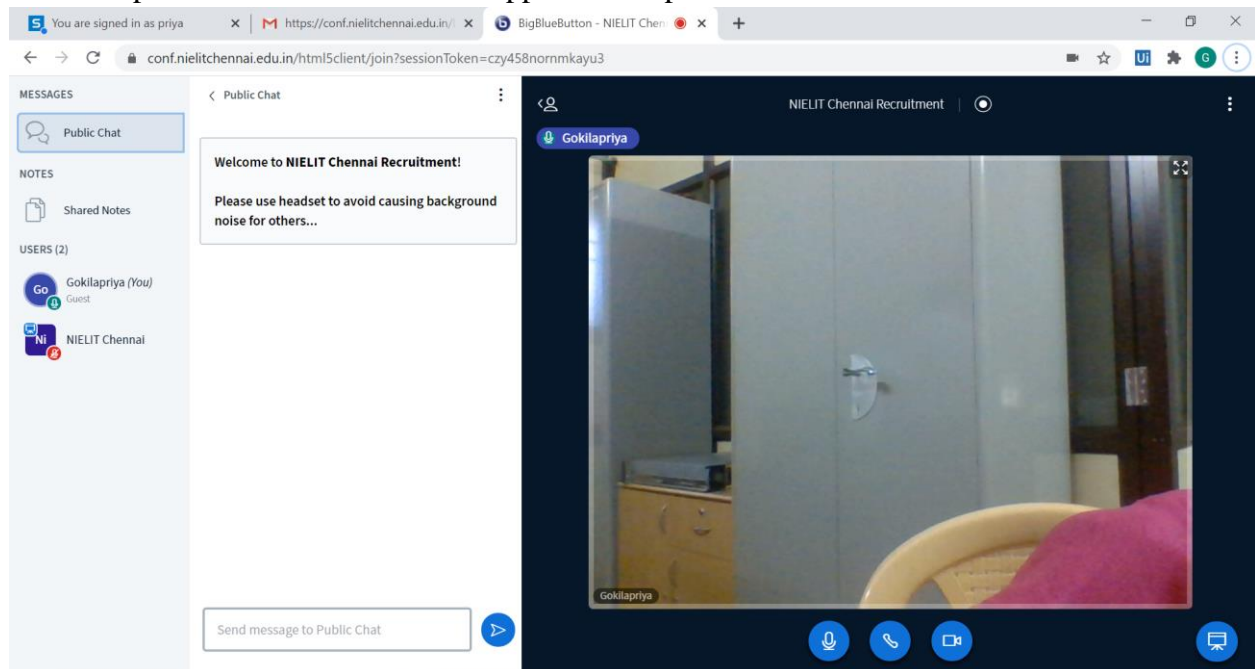 You are signed in as priya
https://conf.nielitchennai.edu.in/
BigBlueButton - NIELIT Chen
conf.nielitchennai.edu.in/html5client/join?sessionToken=czy458nornmkayu3
Ui
G
MESSAGES
Public Chat
NOTES
Shared Notes
USERS (2)
Go
Gokilapriya (You)
Guest
Ni
NIELIT Chennai
Public Chat
Welcome to NIELIT Chennai Recruitment!
Please use headset to avoid causing background
noise for others...
Send message to Public Chat
NIELIT Chennai Recruitment
Gokilapriya
Gokilapriya